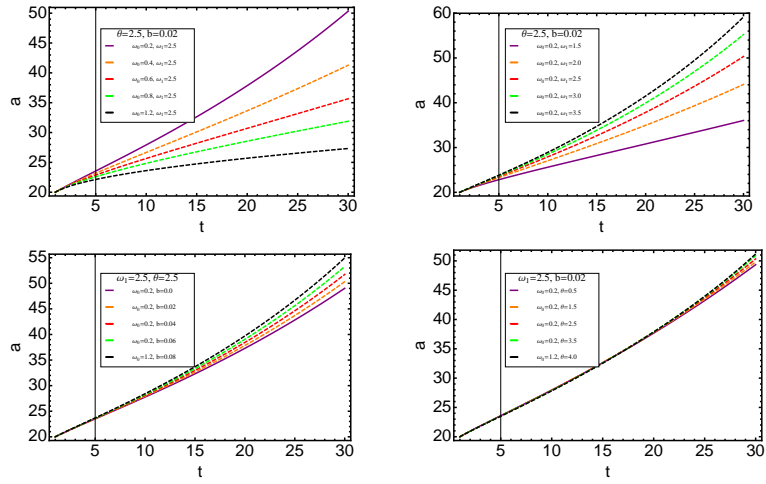 θ=2.5, b=0.02
ω₀=0.2, ω₁=2.5
ω₀=0.4, ω₁=2.5
ω₀=0.6, ω₁=2.5
ω₀=0.8, ω₁=2.5
ω₀=1.2, ω₁=2.5
50
45
40
35
30
25
20
a
5 10 15 20 25 30
t
θ=2.5, b=0.02
ω₀=0.2, ω₁=1.5
ω₀=0.2, ω₁=2.0
ω₀=0.2, ω₁=2.5
ω₀=0.2, ω₁=3.0
ω₀=0.2, ω₁=3.5
60
50
40
30
20
a
5 10 15 20 25 30
t
ω₁=2.5, θ=2.5
ω₀=0.2, b=0.0
ω₀=0.2, b=0.02
ω₀=0.2, b=0.04
ω₀=0.2, b=0.06
ω₀=1.2, b=0.08
55
50
45
40
35
30
25
20
a
5 10 15 20 25 30
t
ω₁=2.5, b=0.02
ω₀=0.2, θ=0.5
ω₀=0.2, θ=1.5
ω₀=0.2, θ=2.5
ω₀=0.2, θ=3.5
ω₀=1.2, θ=4.0
50
45
40
35
30
25
20
a
5 10 15 20 25 30
t